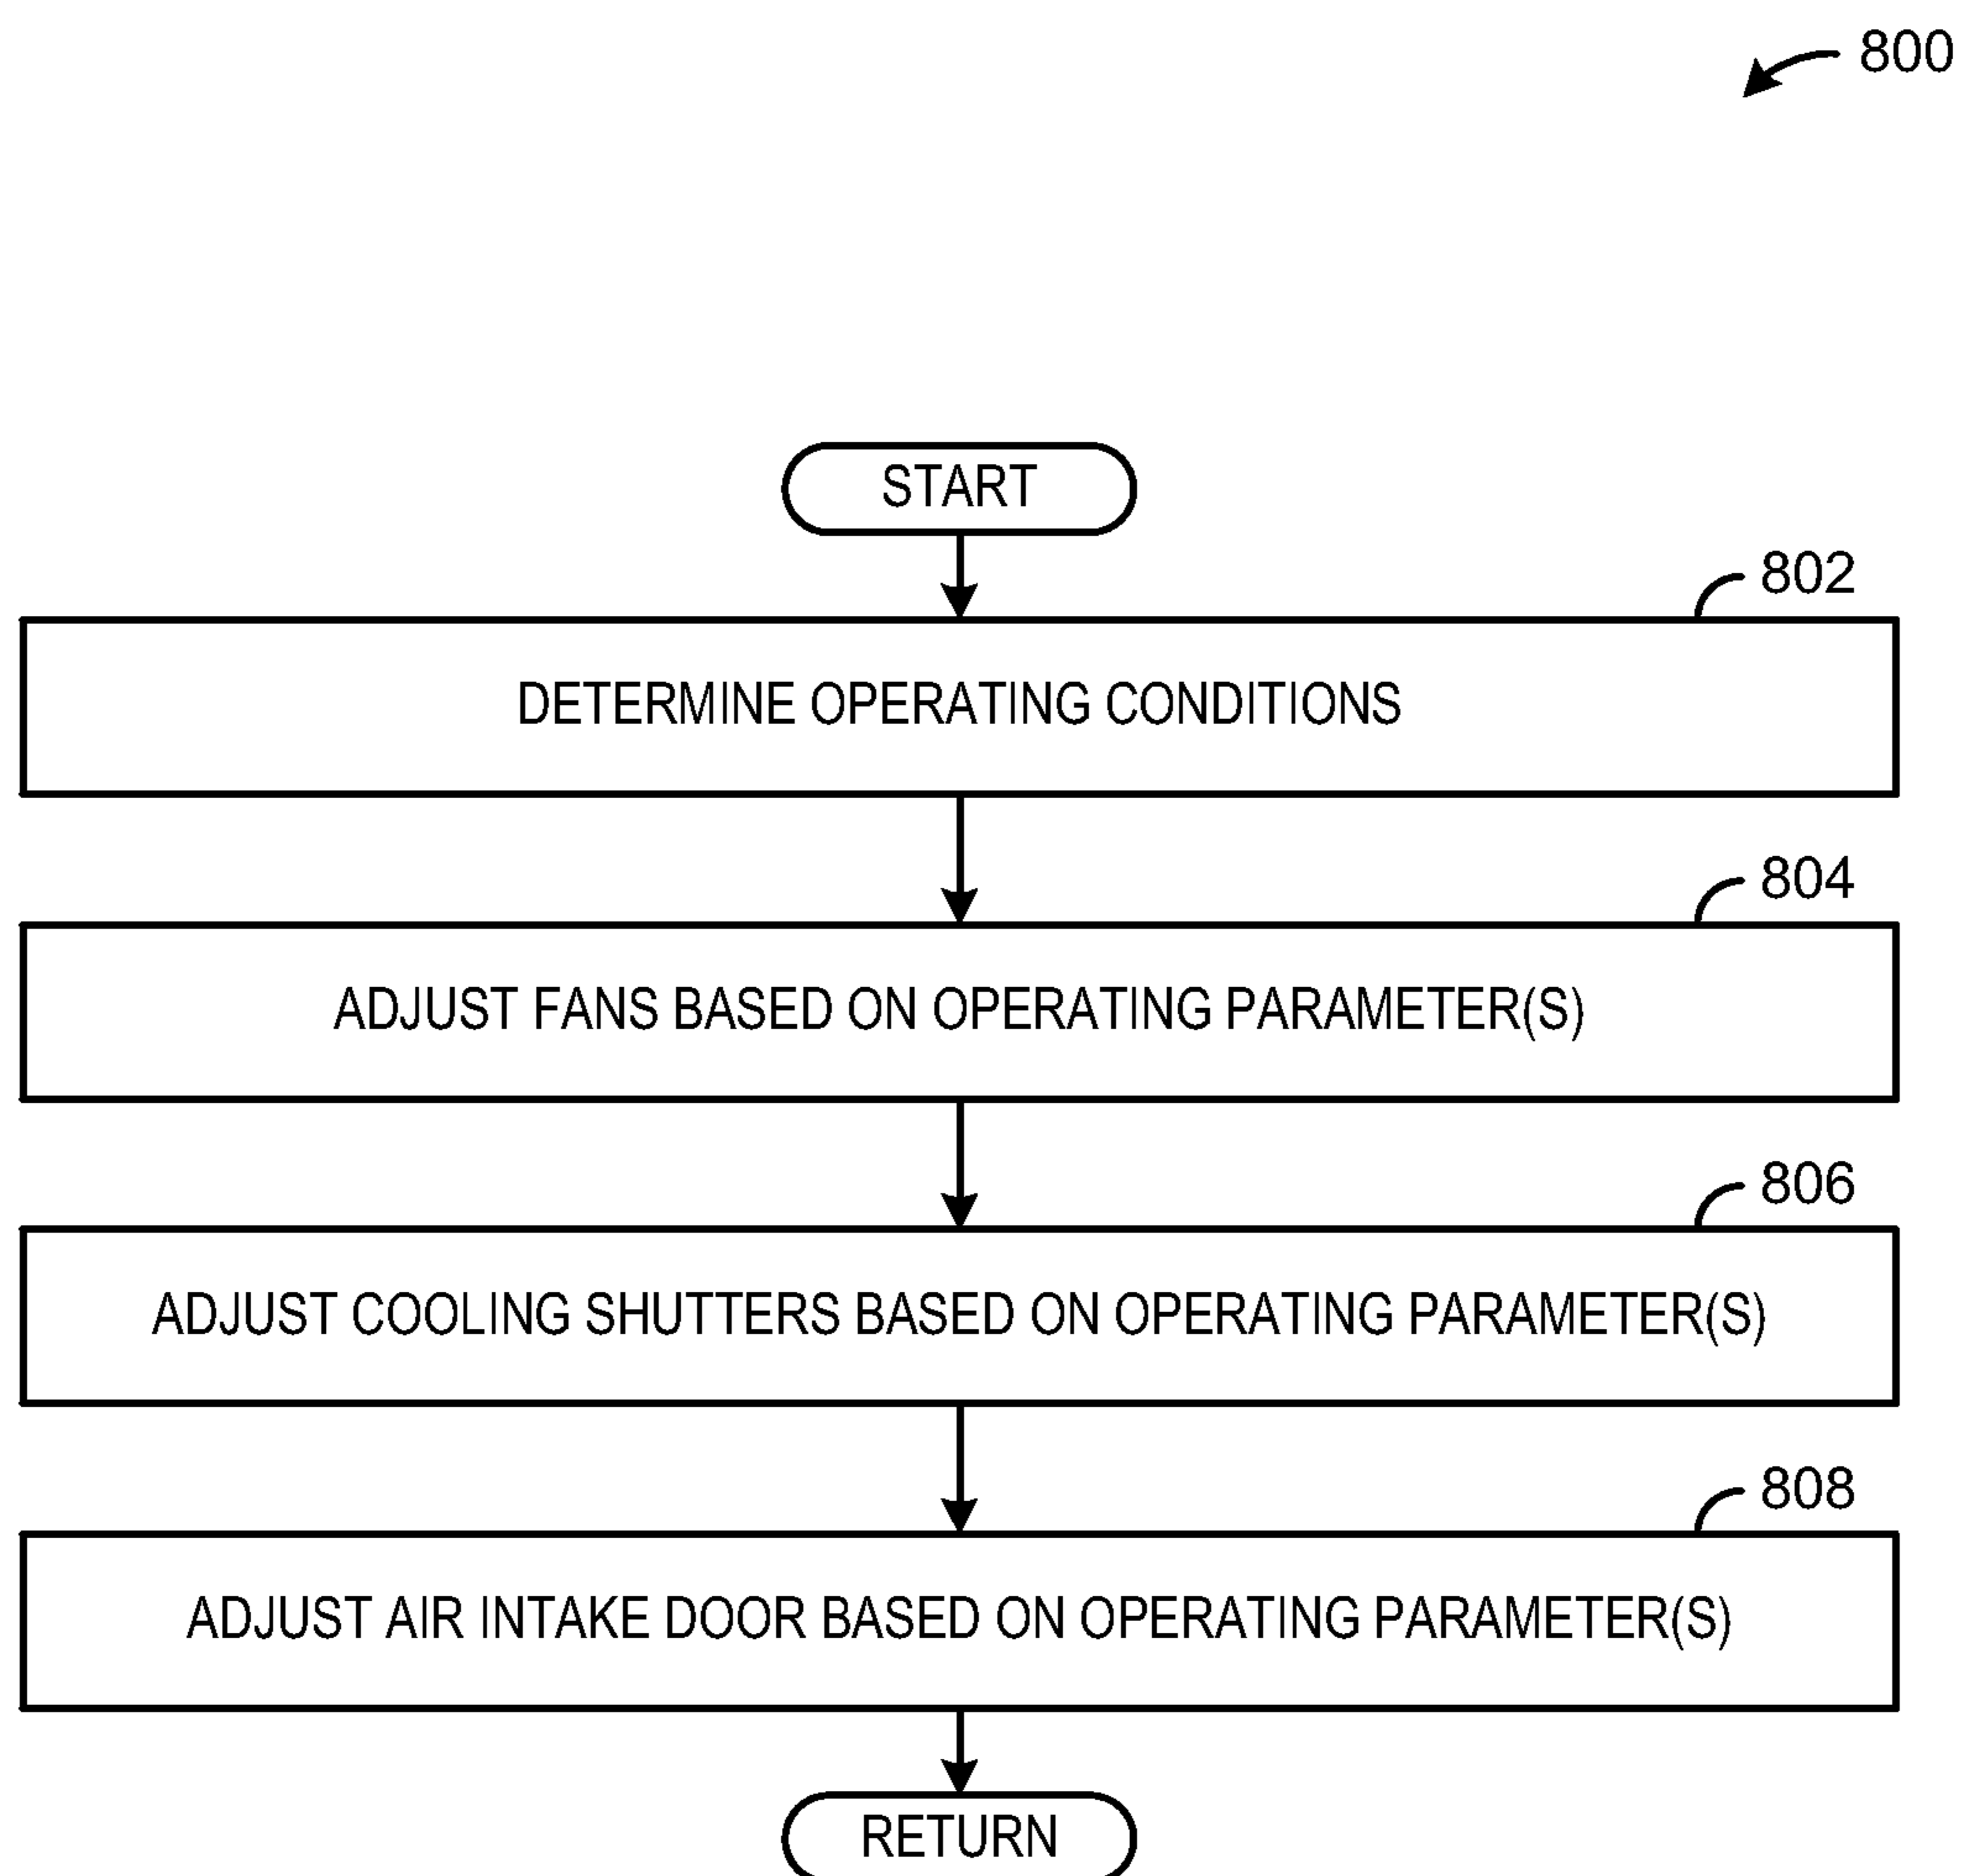 800
START
802
DETERMINE OPERATING CONDITIONS
804
ADJUST FANS BASED ON OPERATING PARAMETER(S)
806
ADJUST COOLING SHUTTERS BASED ON OPERATING PARAMETER(S)
808
ADJUST AIR INTAKE DOOR BASED ON OPERATING PARAMETER(S)
RETURN